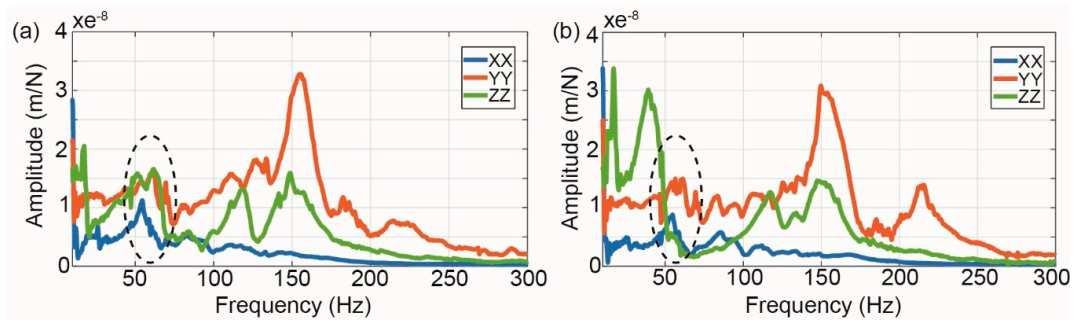 (a)
xe-8
4
3
2
1
0
Amplitude (m/N)
XX
YY
ZZ
50 100 150 200 250 300
Frequency (Hz)
(b)
xe-8
4
3
2
1
0
Amplitude (m/N)
XX
YY
ZZ
50 100 150 200 250 300
Frequency (Hz)